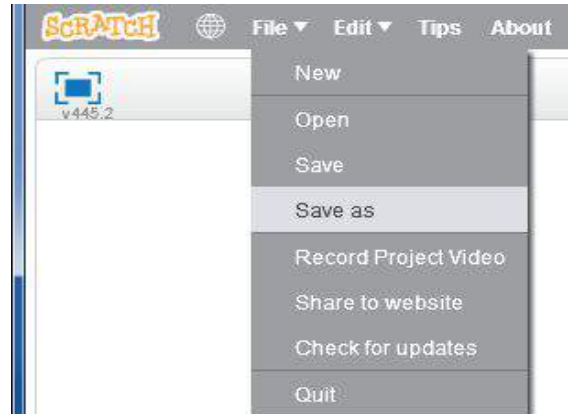 SCRATCH File ▼ Edit ▼ Tips About
v445.2
New
Open
Save
Save as
Record Project Video
Share to website
Check for updates
Quit